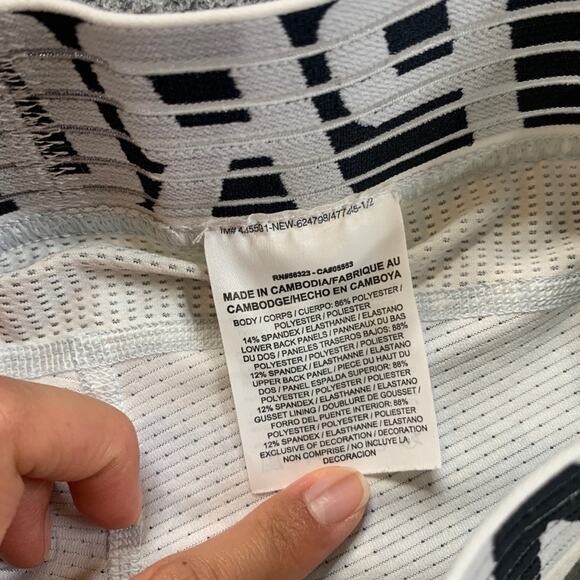 RN#56323 - CA#05553
MADE IN CAMBODIA/FABRIQUE AU
CAMBODGE/HECHO EN CAMBOYA
BODY / CORPS / CUERPO: 86% POLYESTER /
POLYESTER / POLIESTER
14% SPANDEX / ELASTHANNE / ELASTANO
LOWER BACK PANELS / PANNEAUX DU BAS
DU DOS / PANELES TRASEROS BAJOS: 88%
POLYESTER / POLYESTER / POLIESTER
12% SPANDEX / ELASTHANNE / ELASTANO
UPPER BACK PANEL / PIECE DU HAUT DU
DOS / PANEL ESPALDA SUPERIOR: 88%
POLYESTER / POLYESTER / POLIESTER
12% SPANDEX / ELASTHANNE / ELASTANO
GUSSET LINING / DOUBLURE DE GOUSSET /
FORRO DEL PUENTE INTERIOR: 88%
POLYESTER / POLYESTER / POLIESTER
12% SPANDEX / ELASTHANNE / ELASTANO
EXCLUSIVE OF DECORATION / DECORATION
NON COMPRISE / NO INCLUYE LA
DECORACION